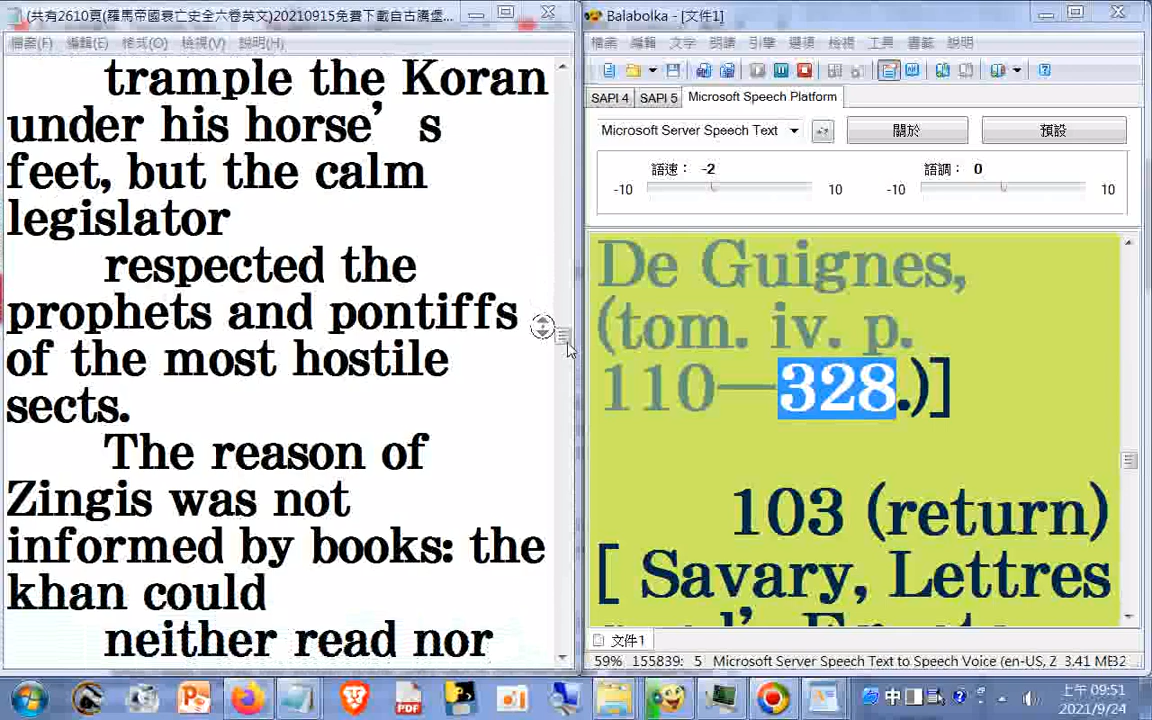 (共有2610頁(羅馬帝國衰亡史全六卷英文)20210915免費下載自古騰堡...
檔案(F) 編輯(E) 格式(O) 檢視(V) 說明(H)
trample the Koran
under his horse’s
feet, but the calm
legislator
respected the
prophets and pontiffs
of the most hostile
sects.
The reason of
Zingis was not
informed by books: the
khan could
neither read nor
Balabolka - [文件1]
檔案 編輯 文字 朗讀 引擎 選項 檢視 工具 書籤 說明
SAPI 4 SAPI 5 Microsoft Speech Platform
Microsoft Server Speech Text 關於 預設
語速： -2 語調： 0
-10 10 -10 10
De Guignes,
(tom. iv. p.
110—328.)]
103 (return)
[ Savary, Lettres
文件1
59% 155839: 5 Microsoft Server Speech Text to Speech Voice (en-US, Z 3.41 MB32
PDF 中 上午 09:51
2021/9/24